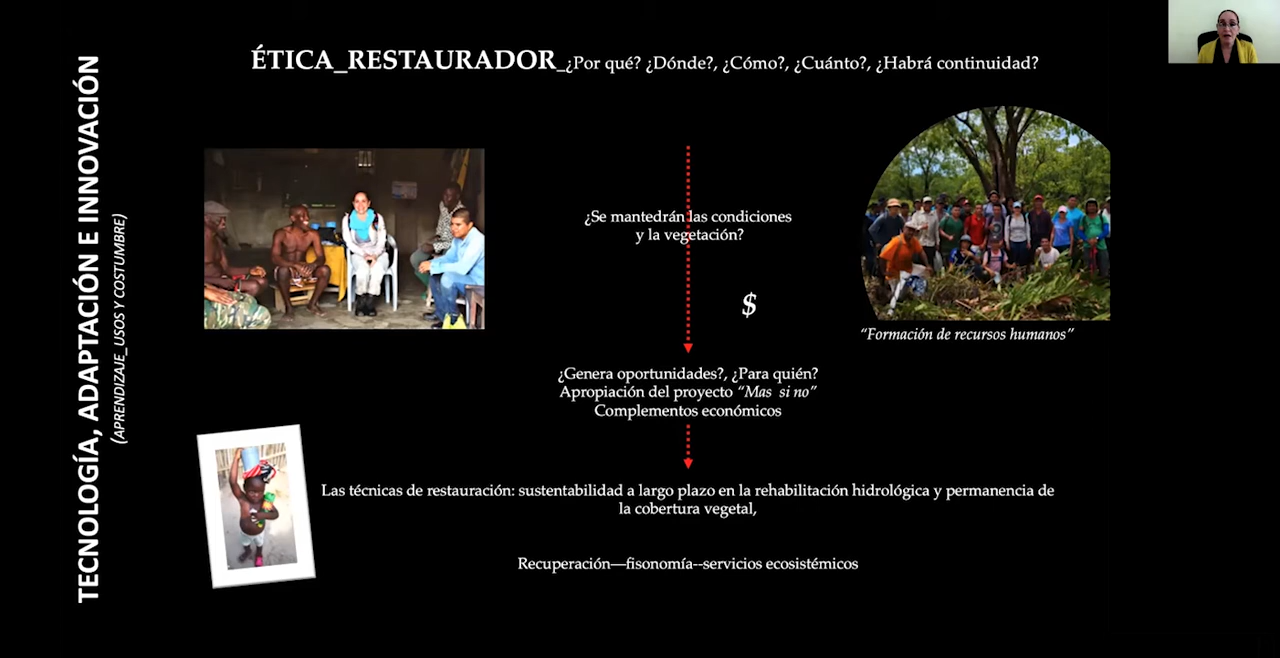 TECNOLOGÍA, ADAPTACIÓN E INNOVACIÓN
(APRENDIZAJE_USOS Y COSTUMBRE)
ÉTICA_RESTAURADOR_¿Por qué? ¿Dónde?, ¿Cómo?, ¿Cuánto?, ¿Habrá continuidad?
¿Se mantedrán las condiciones
y la vegetación?
$
“Formación de recursos humanos”
¿Genera oportunidades?, ¿Para quién?
Apropiación del proyecto “Mas si no”
Complementos económicos
Las técnicas de restauración: sustentabilidad a largo plazo en la rehabilitación hidrológica y permanencia de
la cobertura vegetal,
Recuperación—fisonomía--servicios ecosistémicos